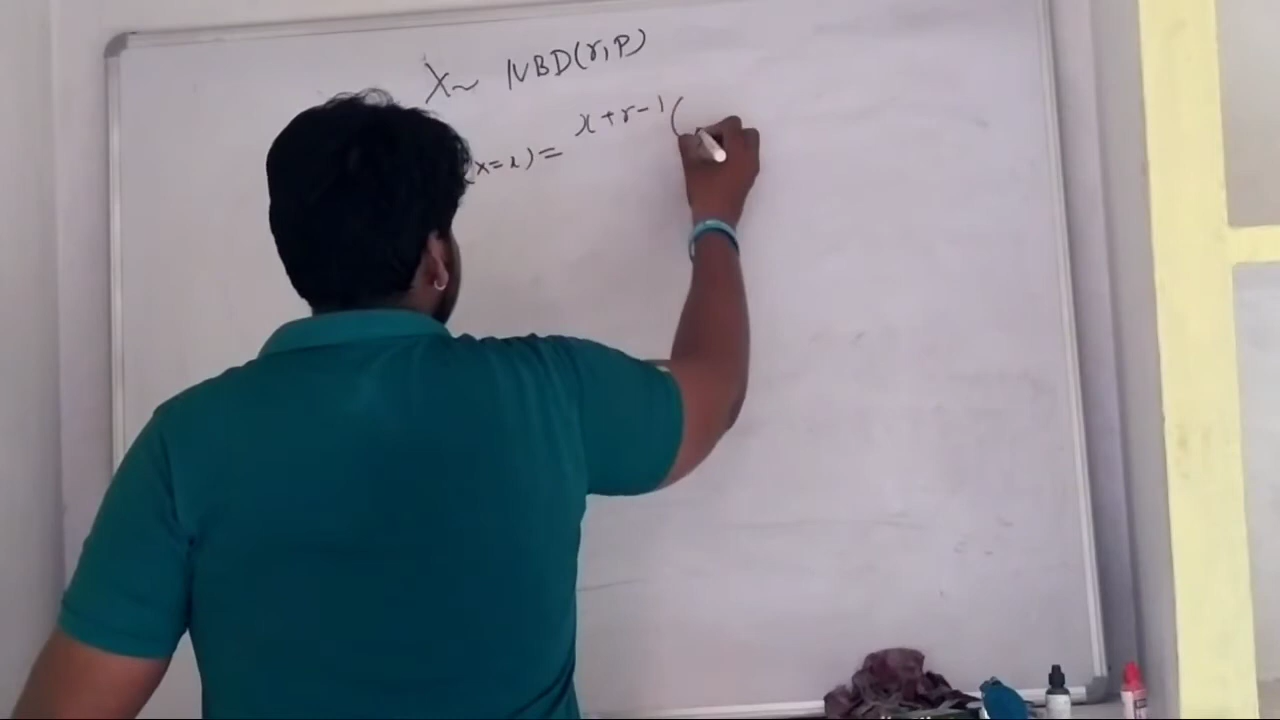 X ~ NBD(r, P)
(x=x) = x+r-1(